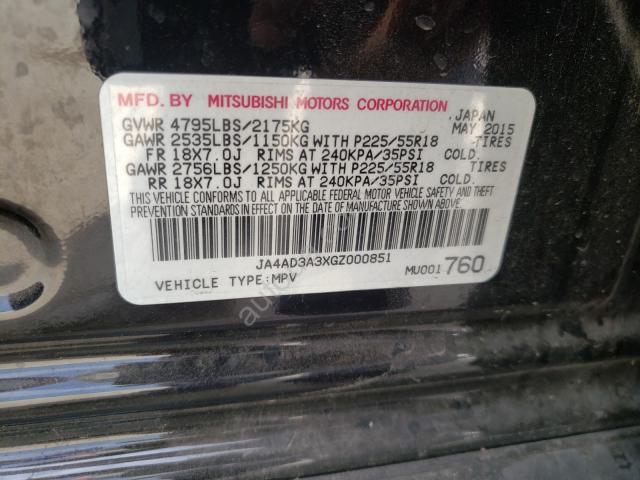 MFD. BY MITSUBISHI MOTORS CORPORATION JAPAN
GVWR 4795LBS/2175KG MAY 2015
GAWR 2535LBS/1150KG WITH P225/55R18 TIRES
FR 18X7.0J RIMS AT 240KPA/35PSI COLD.
GAWR 2756LBS/1250KG WITH P225/55R18 TIRES
RR 18X7.0J RIMS AT 240KPA/35PSI COLD.
THIS VEHICLE CONFORMS TO ALL APPLICABLE FEDERAL MOTOR VEHICLE SAFETY AND THEFT
PREVENTION STANDARDS IN EFFECT ON THE DATE OF MANUFACTURE SHOWN ABOVE.
JA4AD3A3XGZ000851
VEHICLE TYPE:MPV MU001 760